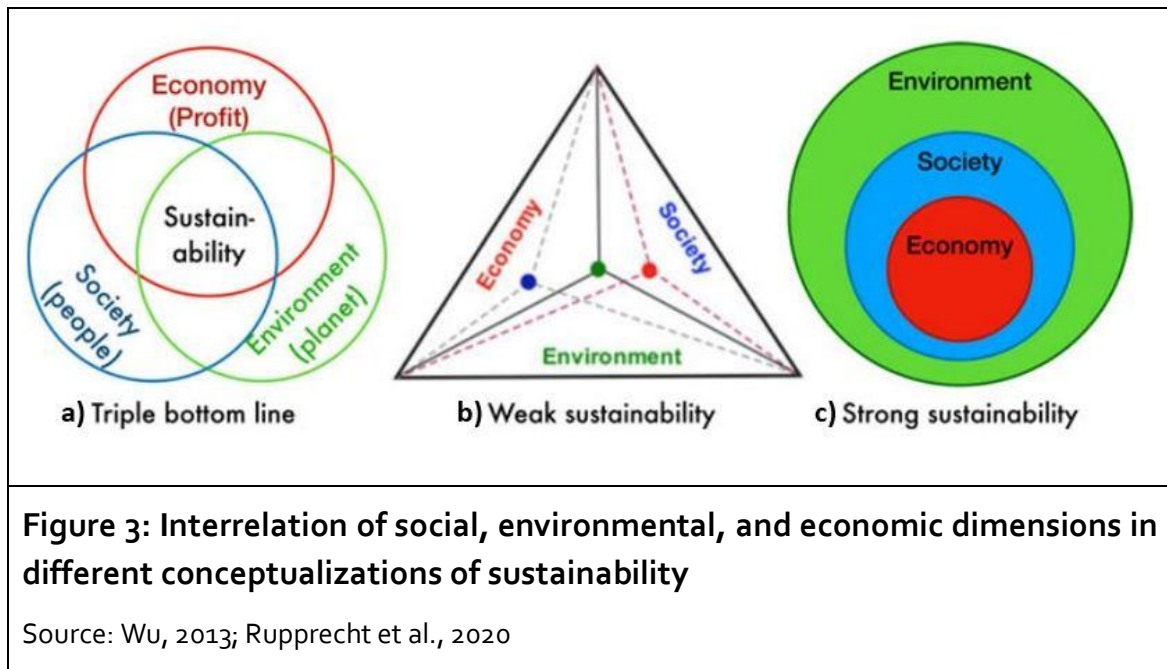 Economy
(Profit)
Sustain-
ability
Society
(people)
Environment
(planet)
a) Triple bottom line
Economy
Society
Environment
b) Weak sustainability
Environment
Society
Economy
c) Strong sustainability
Figure 3: Interrelation of social, environmental, and economic dimensions in
different conceptualizations of sustainability
Source: Wu, 2013; Rupprecht et al., 2020